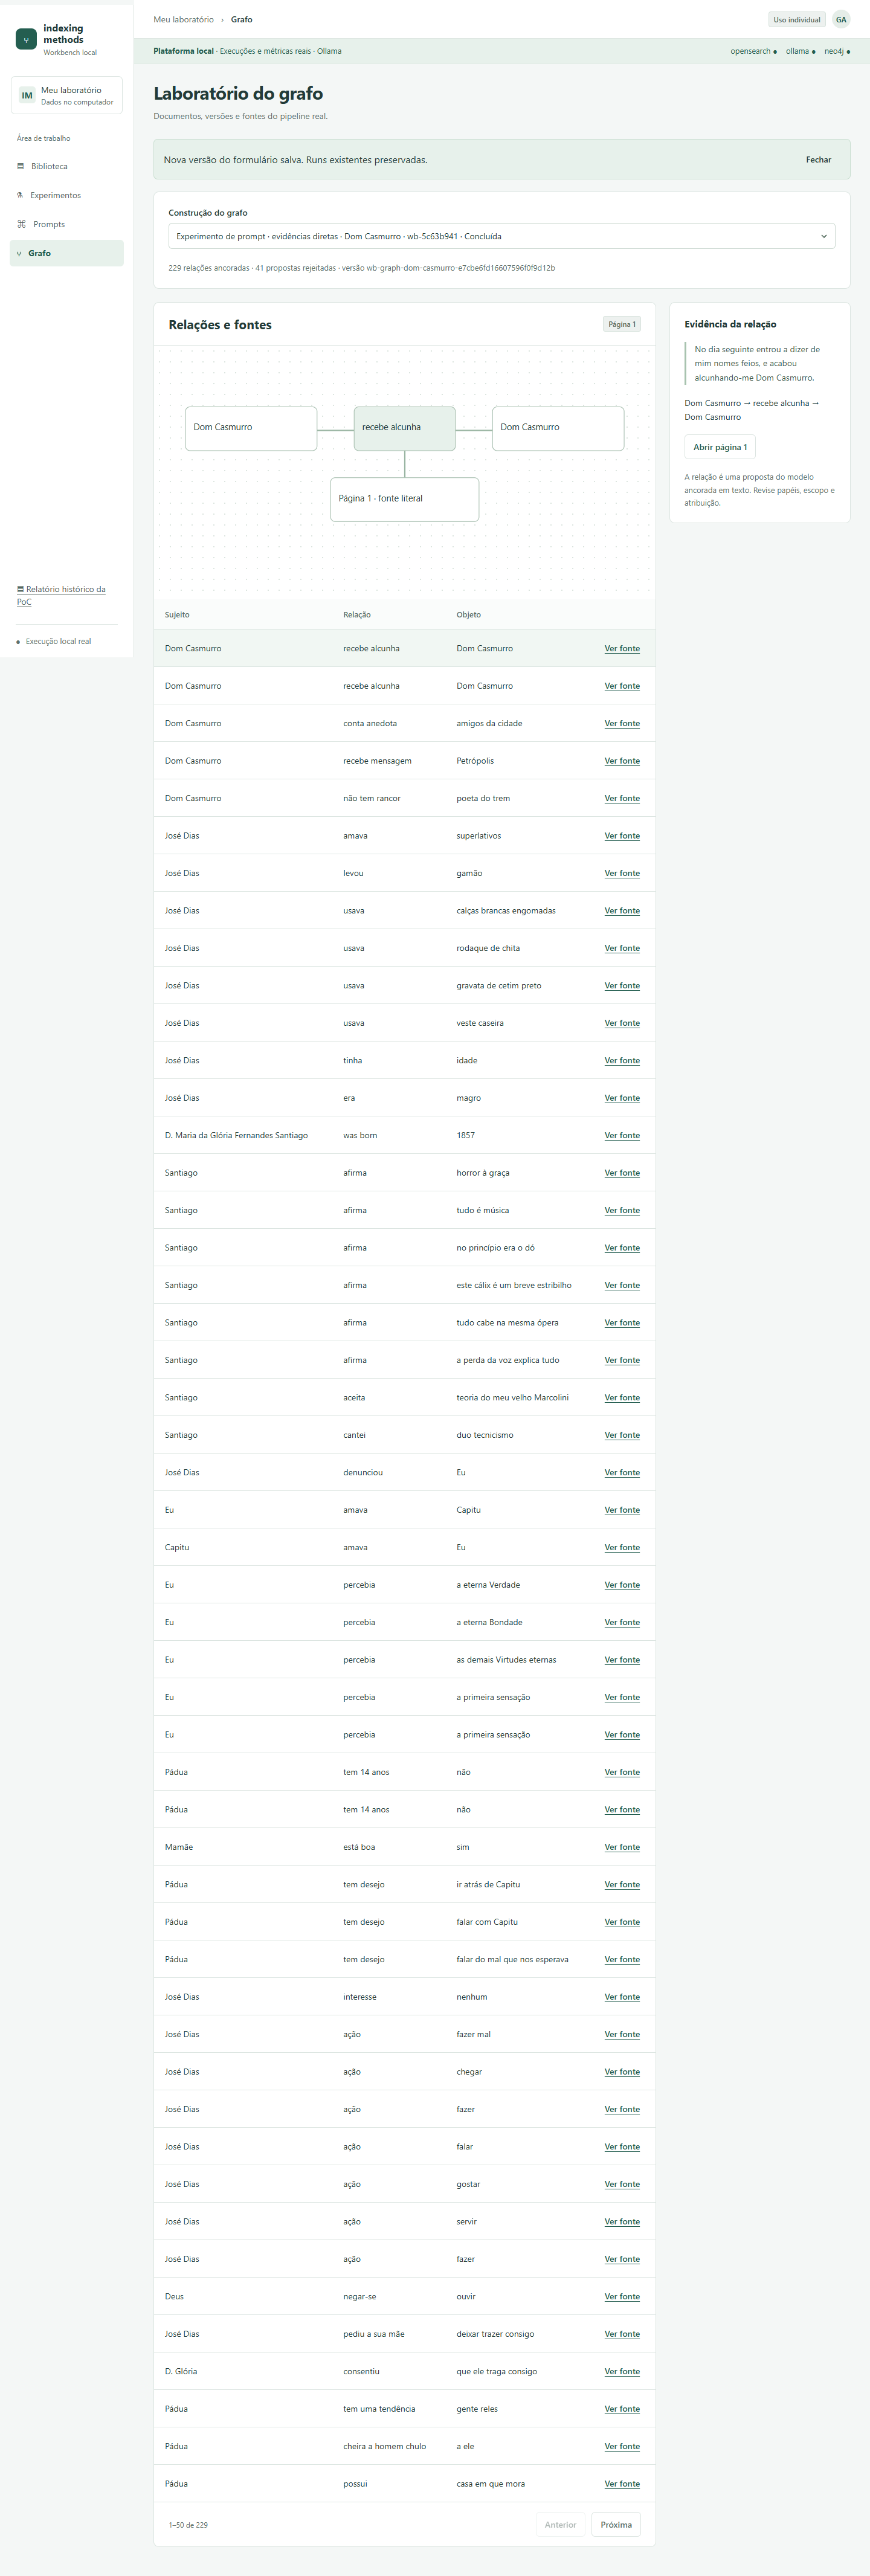 indexing
methods
Workbench local
IM
Meu laboratório
Dados no computador
Área de trabalho
Biblioteca
Experimentos
Prompts
Grafo
Relatório histórico da
PoC
Execução local real
Meu laboratório › Grafo
Uso individual
GA
Plataforma local · Execuções e métricas reais · Ollama
opensearch ● ollama ● neo4j ●
Laboratório do grafo
Documentos, versões e fontes do pipeline real.
Nova versão do formulário salva. Runs existentes preservadas.
Fechar
Construção do grafo
Experimento de prompt · evidências diretas · Dom Casmurro · wb-5c63b941 · Concluída
229 relações ancoradas · 41 propostas rejeitadas · versão wb-graph-dom-casmurro-e7cbe6fd16607596f0f9d12b
Relações e fontes
Página 1
Dom Casmurro
recebe alcunha
Dom Casmurro
Página 1 · fonte literal
Evidência da relação
No dia seguinte entrou a dizer de
mim nomes feios, e acabou
alcunhando-me Dom Casmurro.
Dom Casmurro → recebe alcunha →
Dom Casmurro
Abrir página 1
A relação é uma proposta do modelo
ancorada em texto. Revise papéis, escopo e
atribuição.
Sujeito Relação Objeto
Dom Casmurro recebe alcunha Dom Casmurro Ver fonte
Dom Casmurro recebe alcunha Dom Casmurro Ver fonte
Dom Casmurro conta anedota amigos da cidade Ver fonte
Dom Casmurro recebe mensagem Petrópolis Ver fonte
Dom Casmurro não tem rancor poeta do trem Ver fonte
José Dias amava superlativos Ver fonte
José Dias levou gamão Ver fonte
José Dias usava calças brancas engomadas Ver fonte
José Dias usava rodaque de chita Ver fonte
José Dias usava gravata de cetim preto Ver fonte
José Dias usava veste caseira Ver fonte
José Dias tinha idade Ver fonte
José Dias era magro Ver fonte
D. Maria da Glória Fernandes Santiago was born 1857 Ver fonte
Santiago afirma horror à graça Ver fonte
Santiago afirma tudo é música Ver fonte
Santiago afirma no princípio era o dó Ver fonte
Santiago afirma este cálix é um breve estribilho Ver fonte
Santiago afirma tudo cabe na mesma ópera Ver fonte
Santiago afirma a perda da voz explica tudo Ver fonte
Santiago aceita teoria do meu velho Marcolini Ver fonte
Santiago cantei duo tecnicismo Ver fonte
José Dias denunciou Eu Ver fonte
Eu amava Capitu Ver fonte
Capitu amava Eu Ver fonte
Eu percebia a eterna Verdade Ver fonte
Eu percebia a eterna Bondade Ver fonte
Eu percebia as demais Virtudes eternas Ver fonte
Eu percebia a primeira sensação Ver fonte
Eu percebia a primeira sensação Ver fonte
Pádua tem 14 anos não Ver fonte
Pádua tem 14 anos não Ver fonte
Mamãe está boa sim Ver fonte
Pádua tem desejo ir atrás de Capitu Ver fonte
Pádua tem desejo falar com Capitu Ver fonte
Pádua tem desejo falar do mal que nos esperava Ver fonte
José Dias interesse nenhum Ver fonte
José Dias ação fazer mal Ver fonte
José Dias ação chegar Ver fonte
José Dias ação fazer Ver fonte
José Dias ação falar Ver fonte
José Dias ação gostar Ver fonte
José Dias ação servir Ver fonte
José Dias ação fazer Ver fonte
Deus negar-se ouvir Ver fonte
José Dias pediu a sua mãe deixar trazer consigo Ver fonte
D. Glória consentiu que ele traga consigo Ver fonte
Pádua tem uma tendência gente reles Ver fonte
Pádua cheira a homem chulo a ele Ver fonte
Pádua possui casa em que mora Ver fonte
1–50 de 229
Anterior
Próxima